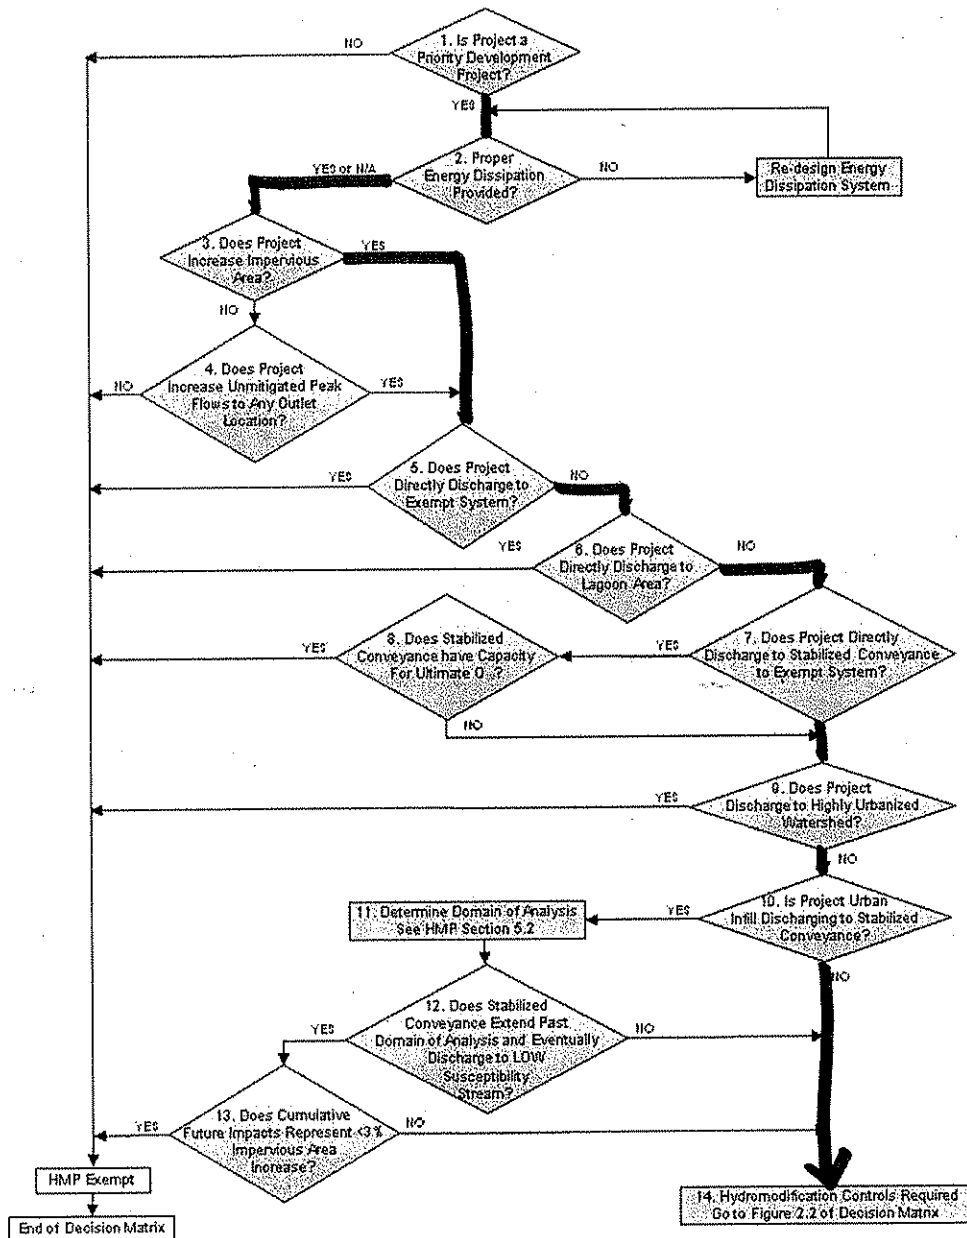 1. Is Project a
Priority Development
Project?
NO
YES
2. Proper
Energy Dissipation
Provided?
YES or N/A
NO
Re-design Energy
Dissipation System
3. Does Project
Increase Impervious
Area?
YES
NO
4. Does Project
Increase Unmitigated Peak
Flows to Any Outlet
Location?
NO
YES
5. Does Project
Directly Discharge to
Exempt System?
YES
NO
6. Does Project
Directly Discharge to
Lagoon Area?
YES
NO
7. Does Project Directly
Discharge to Stabilized Conveyance
to Exempt System?
YES
8. Does Stabilized
Conveyance have Capacity
For Ultimate Q ?
YES
NO
9. Does Project
Discharge to Highly Urbanized
Watershed?
YES
NO
10. Is Project Urban
Infill Discharging to Stabilized
Conveyance?
YES
NO
11. Determine Domain of Analysis
See HMP Section 5.2
12. Does Stabilized
Conveyance Extend Past
Domain of Analysis and Eventually
Discharge to LOW
Susceptibility
Stream?
YES
NO
13. Does Cumulative
Future Impacts Represent <3%
Impervious Area
Increase?
YES
NO
HMP Exempt
End of Decision Matrix
14. Hydromodification Controls Required
Go to Figure 2.2 of Decision Matrix